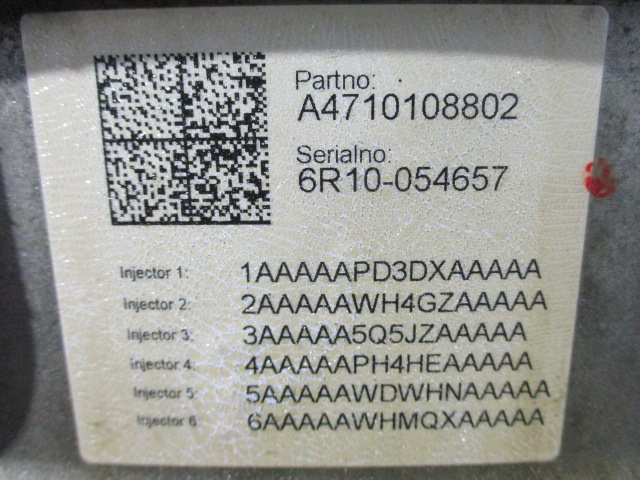 Partno:
A4710108802
Serialno:
6R10-054657
Injector 1: 1AAAAAPD3DXAAAAA
Injector 2: 2AAAAAWH4GZAAAAA
Injector 3: 3AAAAA5Q5JZAAAAA
Injector 4: 4AAAAAPH4HEAAAAA
Injector 5: 5AAAAAWDWHNAAAAA
Injector 6: 6AAAAAWHMQXAAAAA